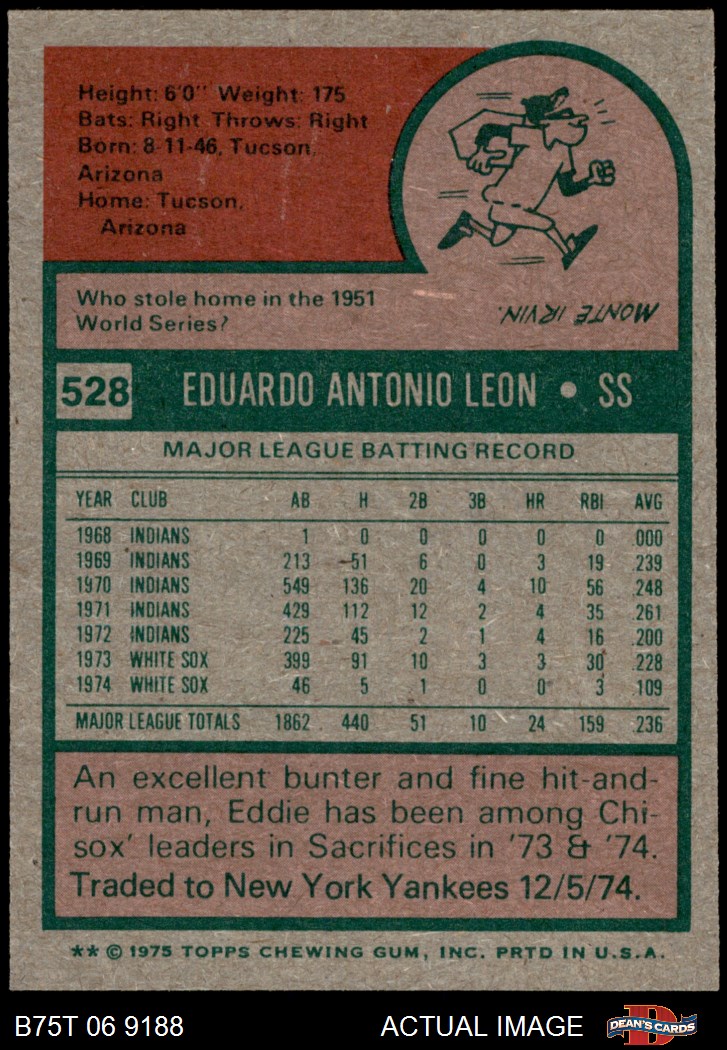 Height: 6'0" Weight: 175
Bats: Right Throws: Right
Born: 8-11-46, Tucson,
Arizona
Home: Tucson,
Arizona
Who stole home in the 1951
World Series?
MONTE IRVIN.
528 EDUARDO ANTONIO LEON • SS
MAJOR LEAGUE BATTING RECORD
YEAR CLUB AB H 2B 3B HR RBI AVG
1968 INDIANS 1 0 0 0 0 0 .000
1969 INDIANS 213 51 6 0 3 19 .239
1970 INDIANS 549 136 20 4 10 56 .248
1971 INDIANS 429 112 12 2 4 35 .261
1972 INDIANS 225 45 2 1 4 16 .200
1973 WHITE SOX 399 91 10 3 3 30 .228
1974 WHITE SOX 46 5 1 0 0 3 .109
MAJOR LEAGUE TOTALS 1862 440 51 10 24 159 .236
An excellent bunter and fine hit-and-
run man, Eddie has been among Chi-
sox' leaders in Sacrifices in '73 & '74.
Traded to New York Yankees 12/5/74.
** © 1975 TOPPS CHEWING GUM, INC. PRTD IN U.S.A.
B75T 06 9188 ACTUAL IMAGE D DEAN'S CARDS